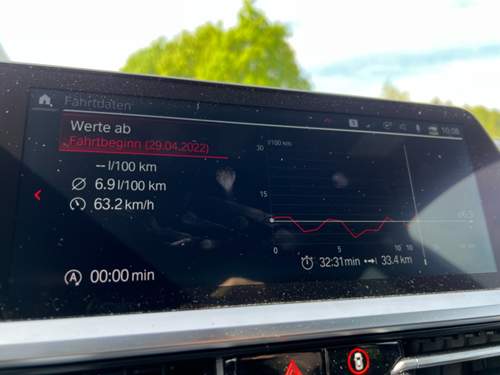 Fahrtdaten
10:08
Werte ab
Fahrtbeginn (29.04.2022)
-- l/100 km
Ø 6.9 l/100 km
63.2 km/h
00:00 min
30 l/100 km
15
0 5 10
32:31 min 33.4 km